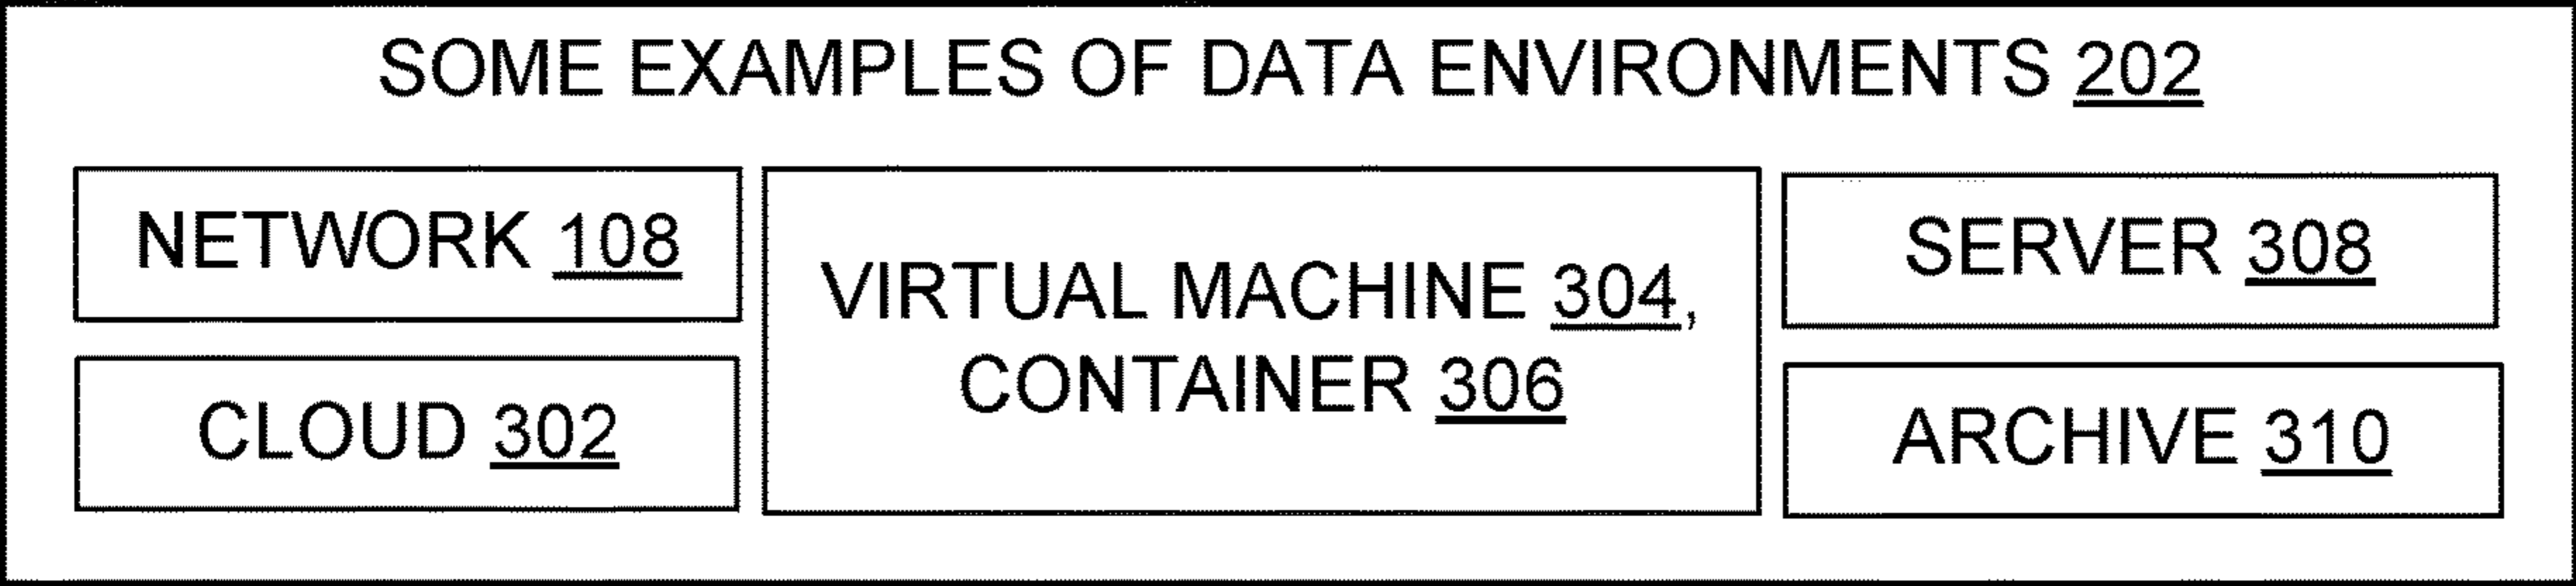 SOME EXAMPLES OF DATA ENVIRONMENTS 202
NETWORK 108
CLOUD 302
VIRTUAL MACHINE 304,
CONTAINER 306
SERVER 308
ARCHIVE 310